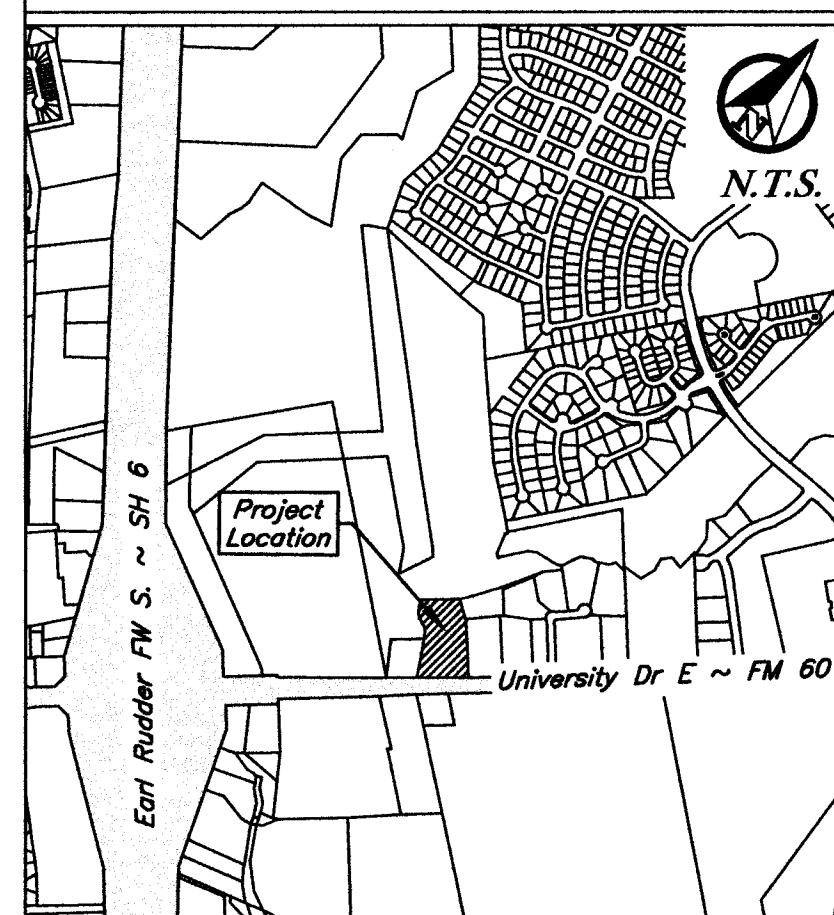 N.T.S.
Earl Rudder FW S. ~ SH 6
Project
Location
University Dr E ~ FM 60